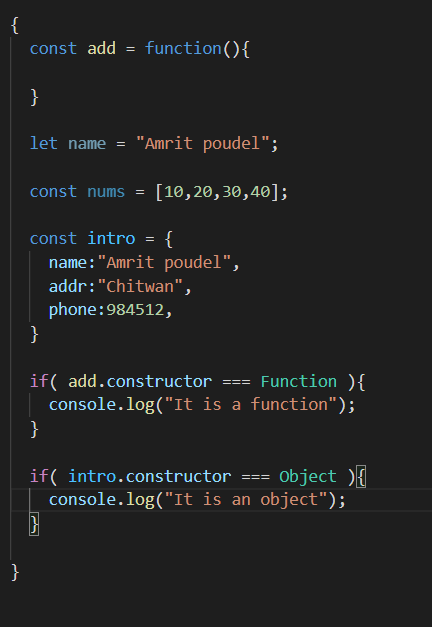 {
const add = function(){
}
let name = "Amrit poudel";
const nums = [10,20,30,40];
const intro = {
name:"Amrit poudel",
addr:"Chitwan",
phone:984512,
}
if( add.constructor === Function ){
console.log("It is a function");
}
if( intro.constructor === Object ){
console.log("It is an object");
}
}